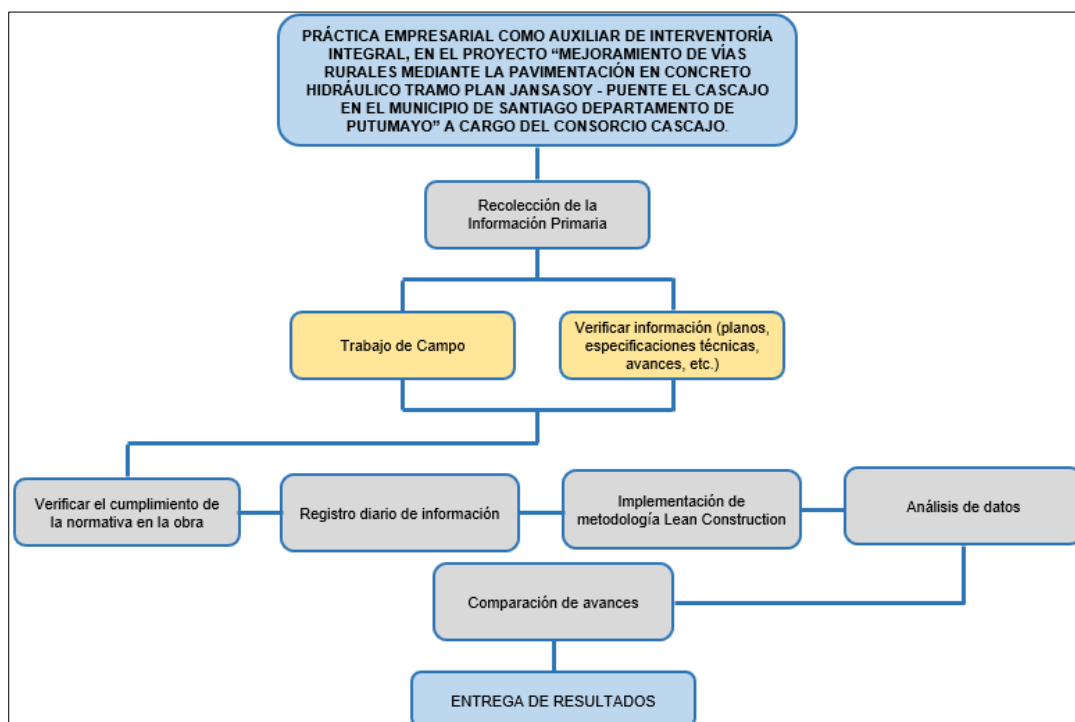 PRÁCTICA EMPRESARIAL COMO AUXILIAR DE INTERVENTORÍA
INTEGRAL, EN EL PROYECTO “MEJORAMIENTO DE VÍAS
RURALES MEDIANTE LA PAVIMENTACIÓN EN CONCRETO
HIDRÁULICO TRAMO PLAN JANSASOY - PUENTE EL CASCAJO
EN EL MUNICIPIO DE SANTIAGO DEPARTAMENTO DE
PUTUMAYO” A CARGO DEL CONSORCIO CASCAJO.
Recolección de la
Información Primaria
Trabajo de Campo
Verificar información (planos,
especificaciones técnicas,
avances, etc.)
Verificar el cumplimiento de
la normativa en la obra
Registro diario de información
Implementación de
metodología Lean Construction
Análisis de datos
Comparación de avances
ENTREGA DE RESULTADOS